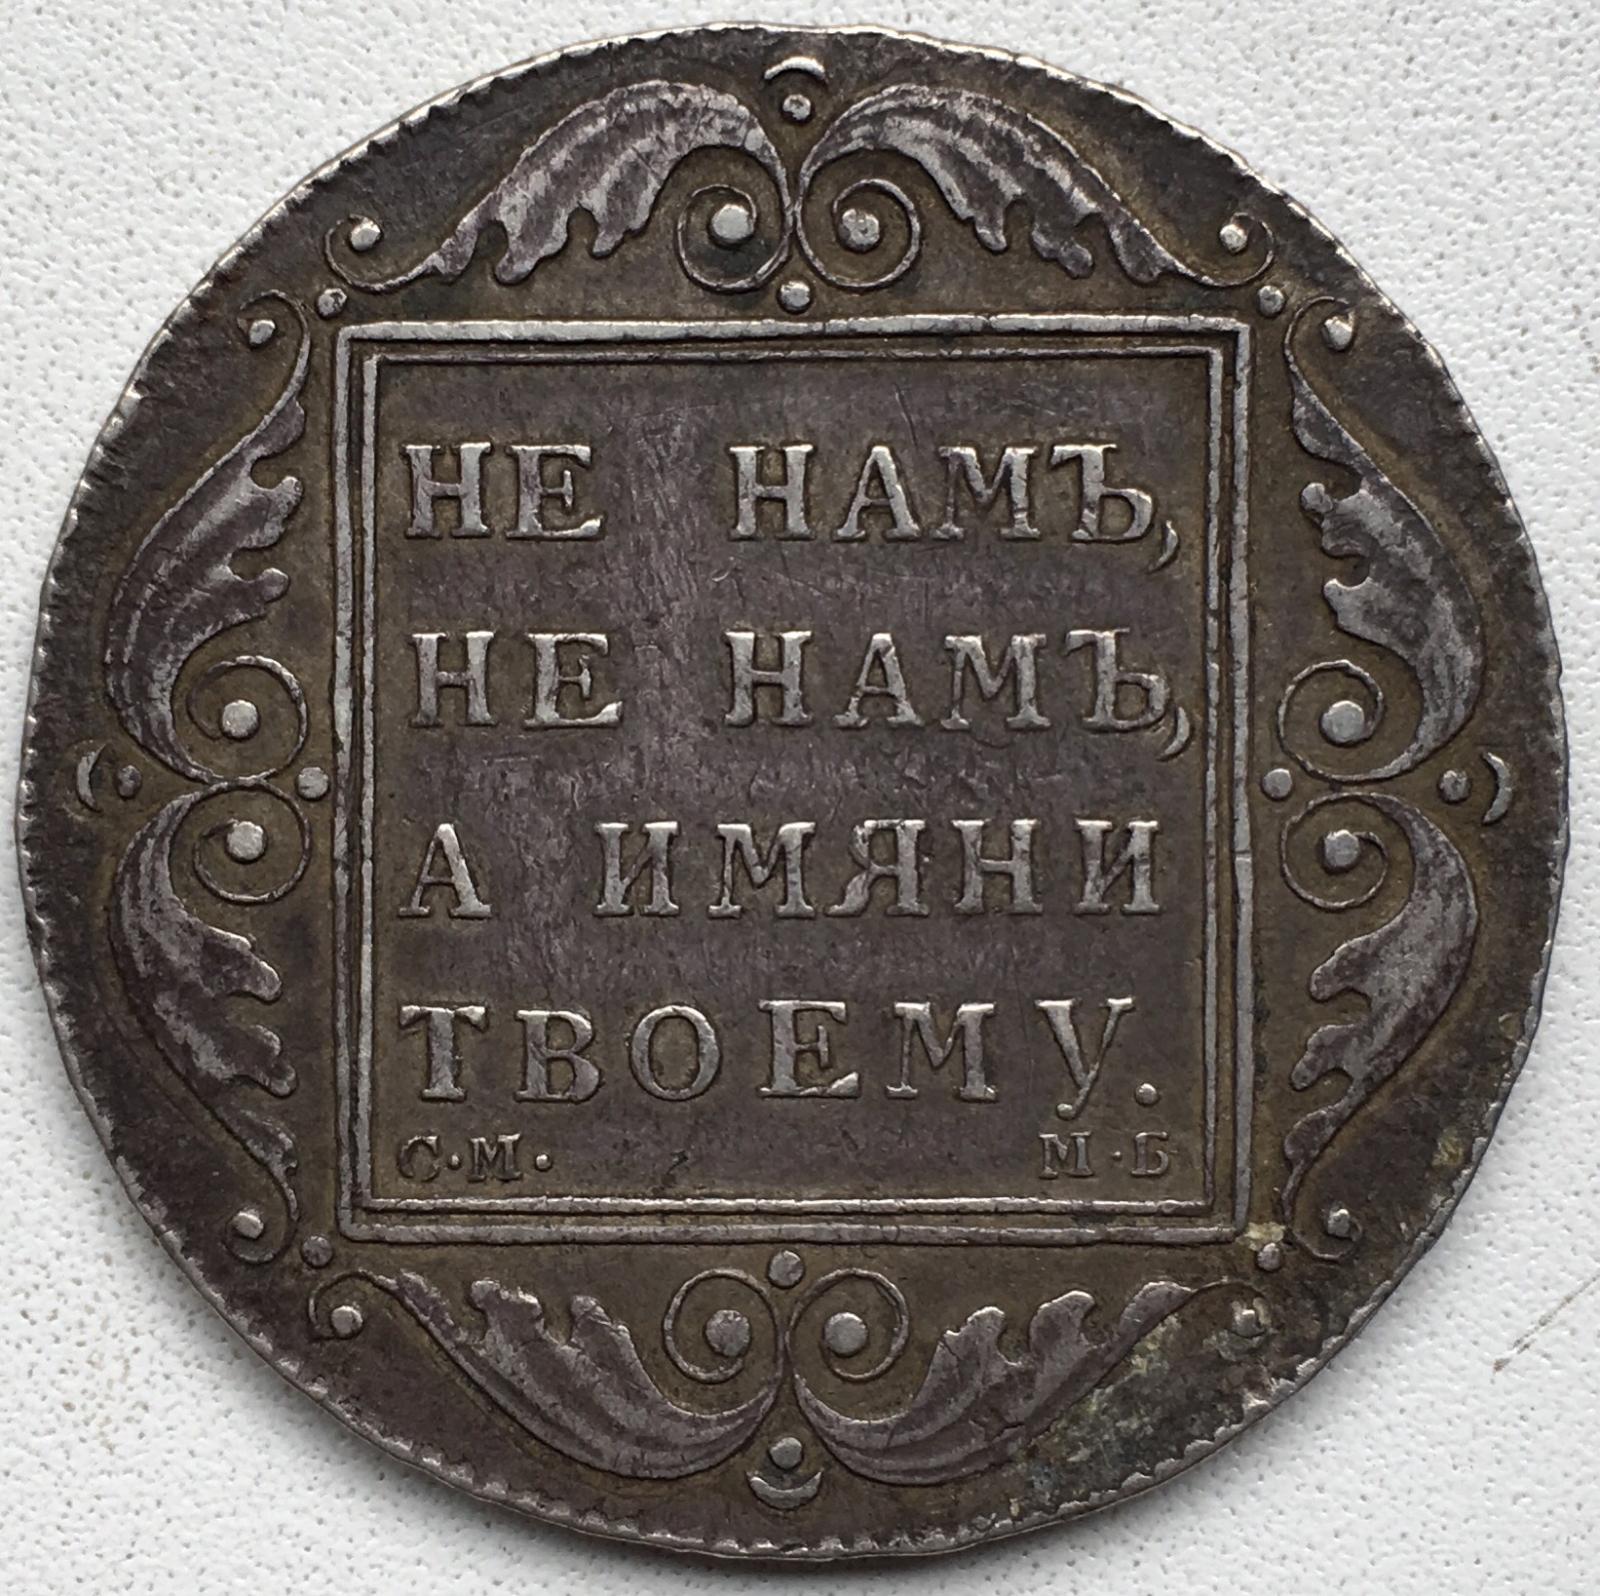 НЕ НАМЪ,
НЕ НАМЪ,
А ИМЯНИ
ТВОЕМУ.
С·М· М·Б